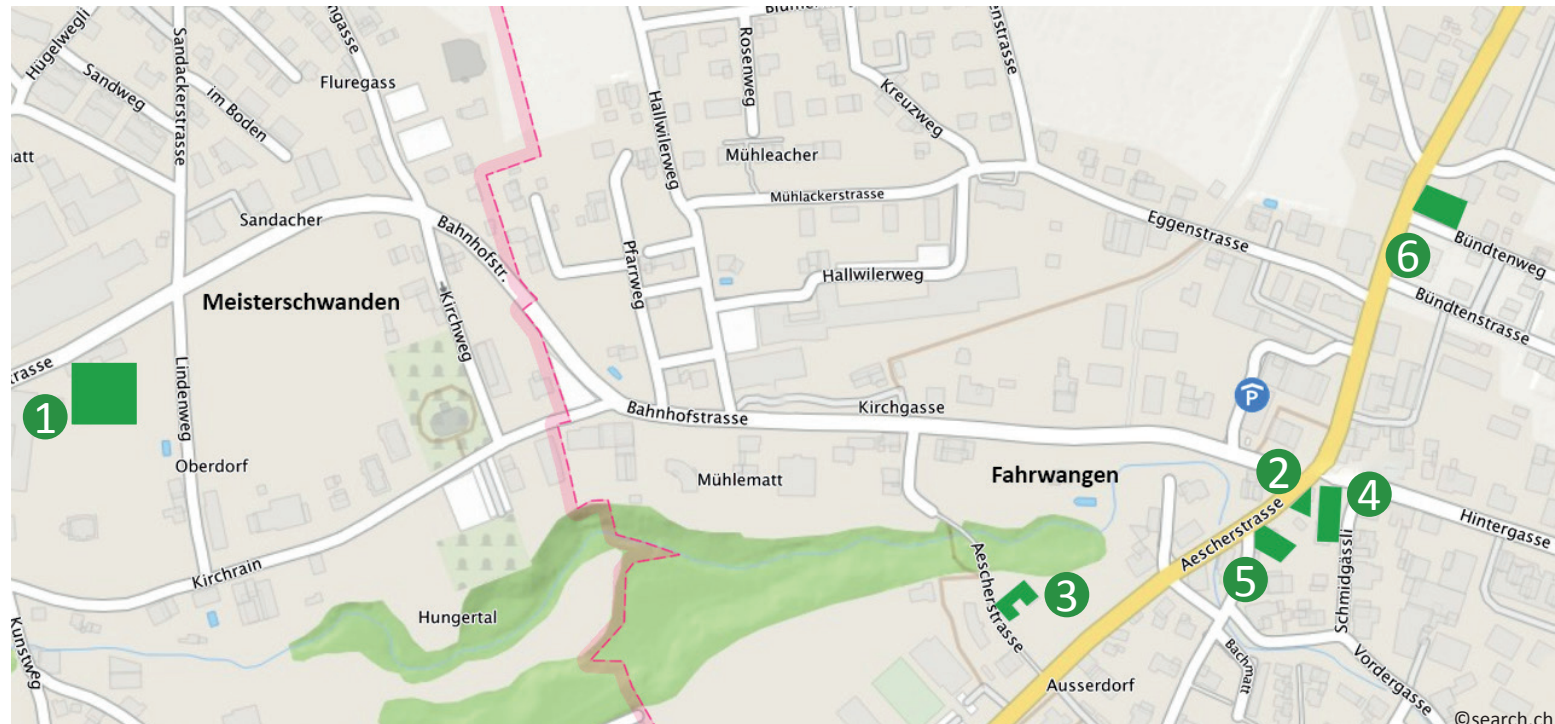 Hügelwegli
Sandackerstrasse
Sandweg
im Boden
Fluregass
Rosenweg
Hallwilerweg
Kreuzweg
Mühleacher
Mühlackerstrasse
Sandacher
Bahnhofstr.
Pfarrweg
Eggenstrasse
Bündtenweg
6
Hallwilerweg
Meisterschwanden
Kirchweg
Bündtenstrasse
Lindenweg
1
P
Bahnhofstrasse
Kirchgasse
Oberdorf
Mühlematt
Fahrwangen
2
4
Hintergasse
Aescherstrasse
Schmidgässli
Kirchrain
5
3
Aescherstrasse
Hungertal
Kunstweg
Bachmatt
Vordergasse
Ausserdorf
©search.ch